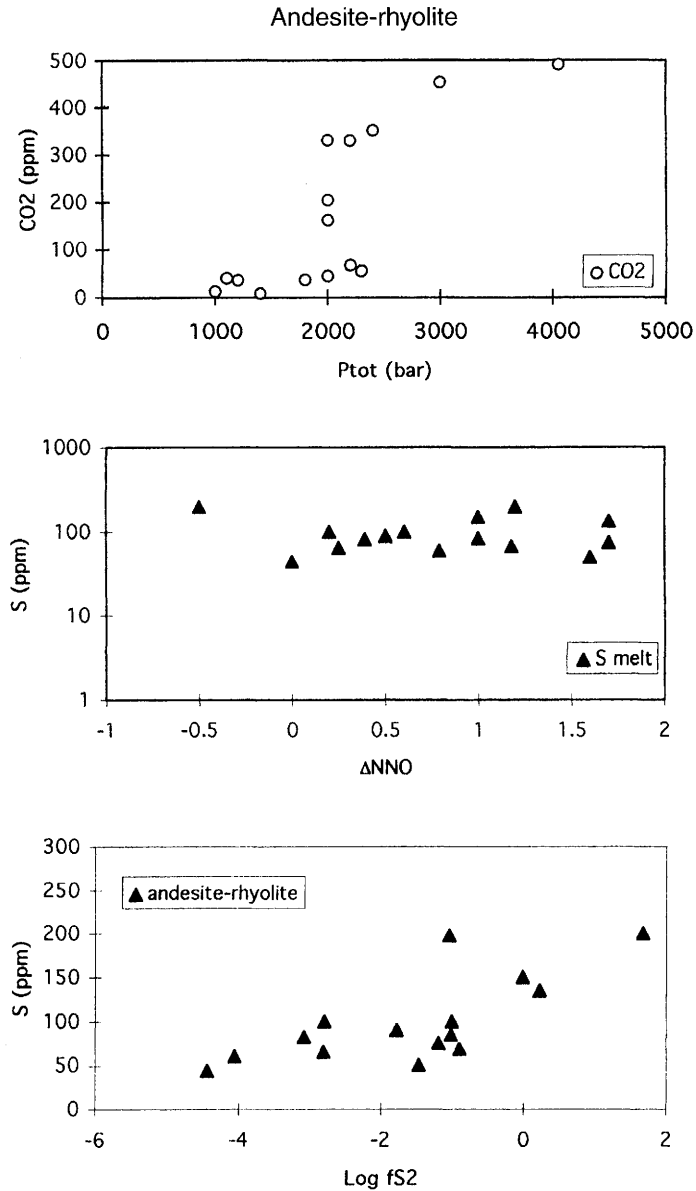 Andesite-rhyolite
500
400
300
200
100
0
CO2 (ppm)
CO2
0 1000 2000 3000 4000 5000
Ptot (bar)
1000
100
10
1
S (ppm)
S melt
-1 -0.5 0 0.5 1 1.5 2
ΔNNO
300
250
200
150
100
50
0
S (ppm)
andesite-rhyolite
-6 -4 -2 0 2
Log fS2